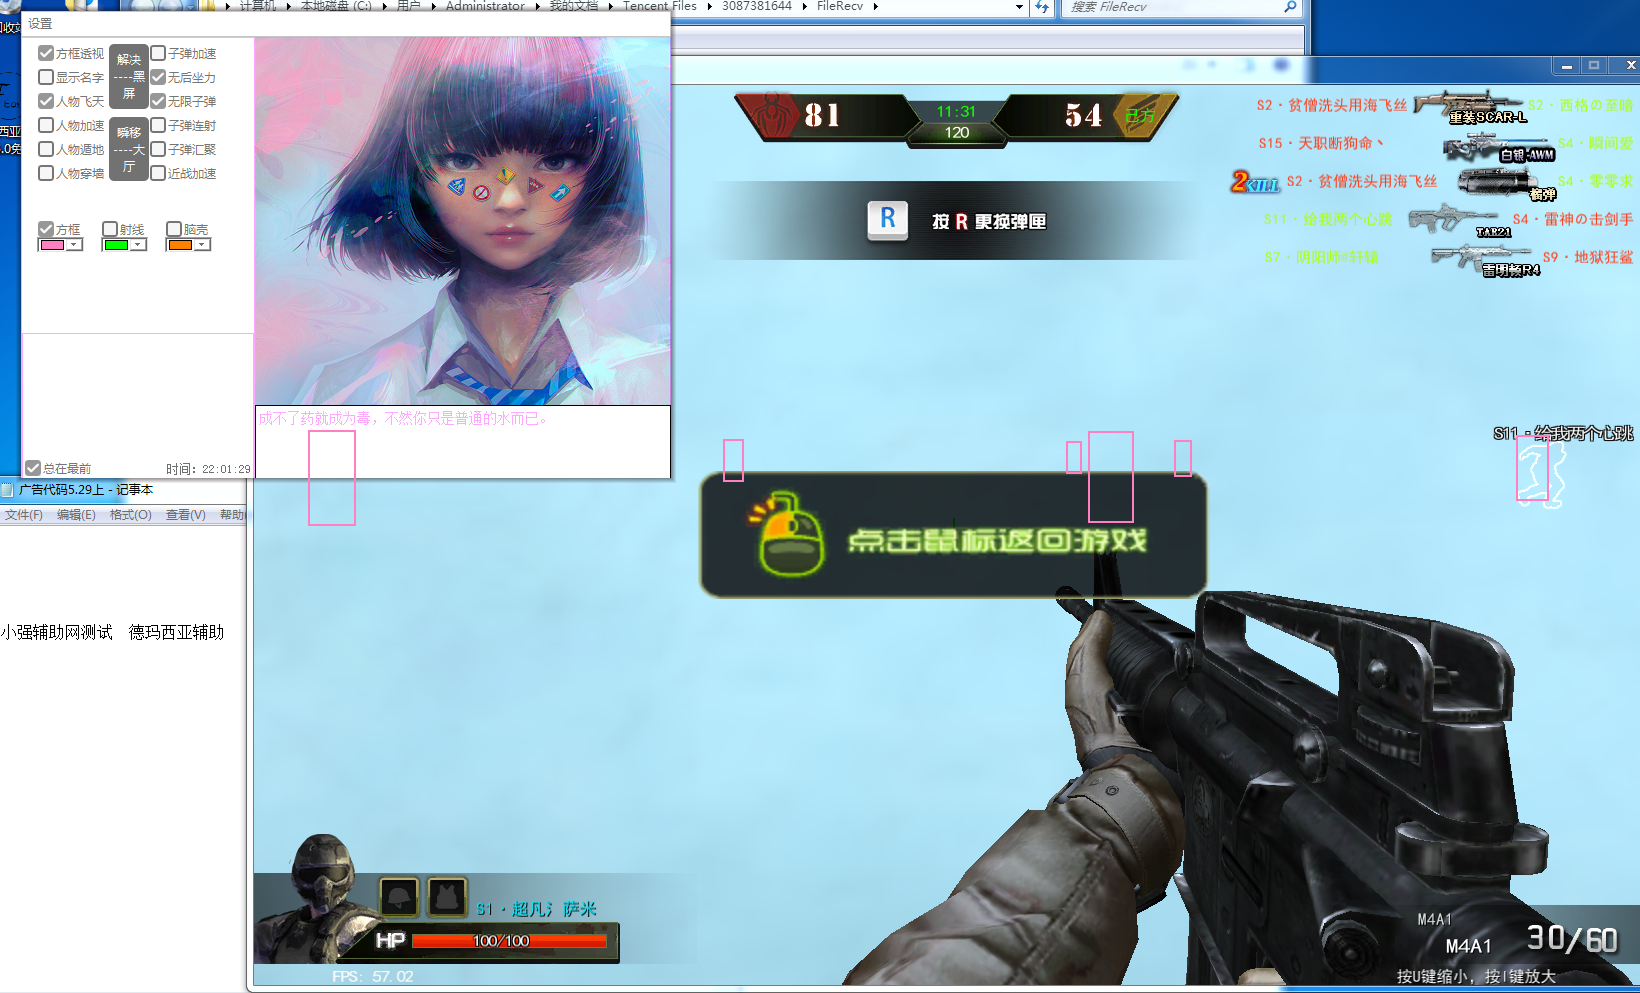 计算机 本地磁盘 (C:) 用户 Administrator 我的文档 Tencent Files 3087381644 FileRecv
搜索 FileRecv
设置
方框透视
显示名字
人物飞天
人物加速
人物遁地
人物穿墙
解决
----黑
屏
瞬移
----大
厅
子弹加速
无后坐力
无限子弹
子弹连射
子弹汇聚
近战加速
方框 射线 脑壳
成不了药就成为毒，不然你只是普通的水而已。
总在最前
时间：22:01:29
广告代码5.29上 - 记事本
文件(F) 编辑(E) 格式(O) 查看(V) 帮助
小强辅助网测试 德玛西亚辅助
81 11:31 54 己方
120
按 R 更换弹匣
R
S2 · 贫僧洗头用海飞丝 重装SCAR-L S2 · 西格の至暗
S15 · 天职断狗命丶 白银-AWM S4 · 瞬间爱
2KILL S2 · 贫僧洗头用海飞丝 榴弹 S4 · 零零求
S11 · 给我两个心跳 TAR21 S4 · 雷神の击剑手
S7 · 阴阳师 轩辕 雷明顿R4 S9 · 地狱狂鲨
S11 · 给我两个心跳
点击鼠标返回游戏
S1 · 超凡氵萨米
HP 100/100
FPS: 57.02
M4A1
M4A1 30/60
按U键缩小，按I键放大